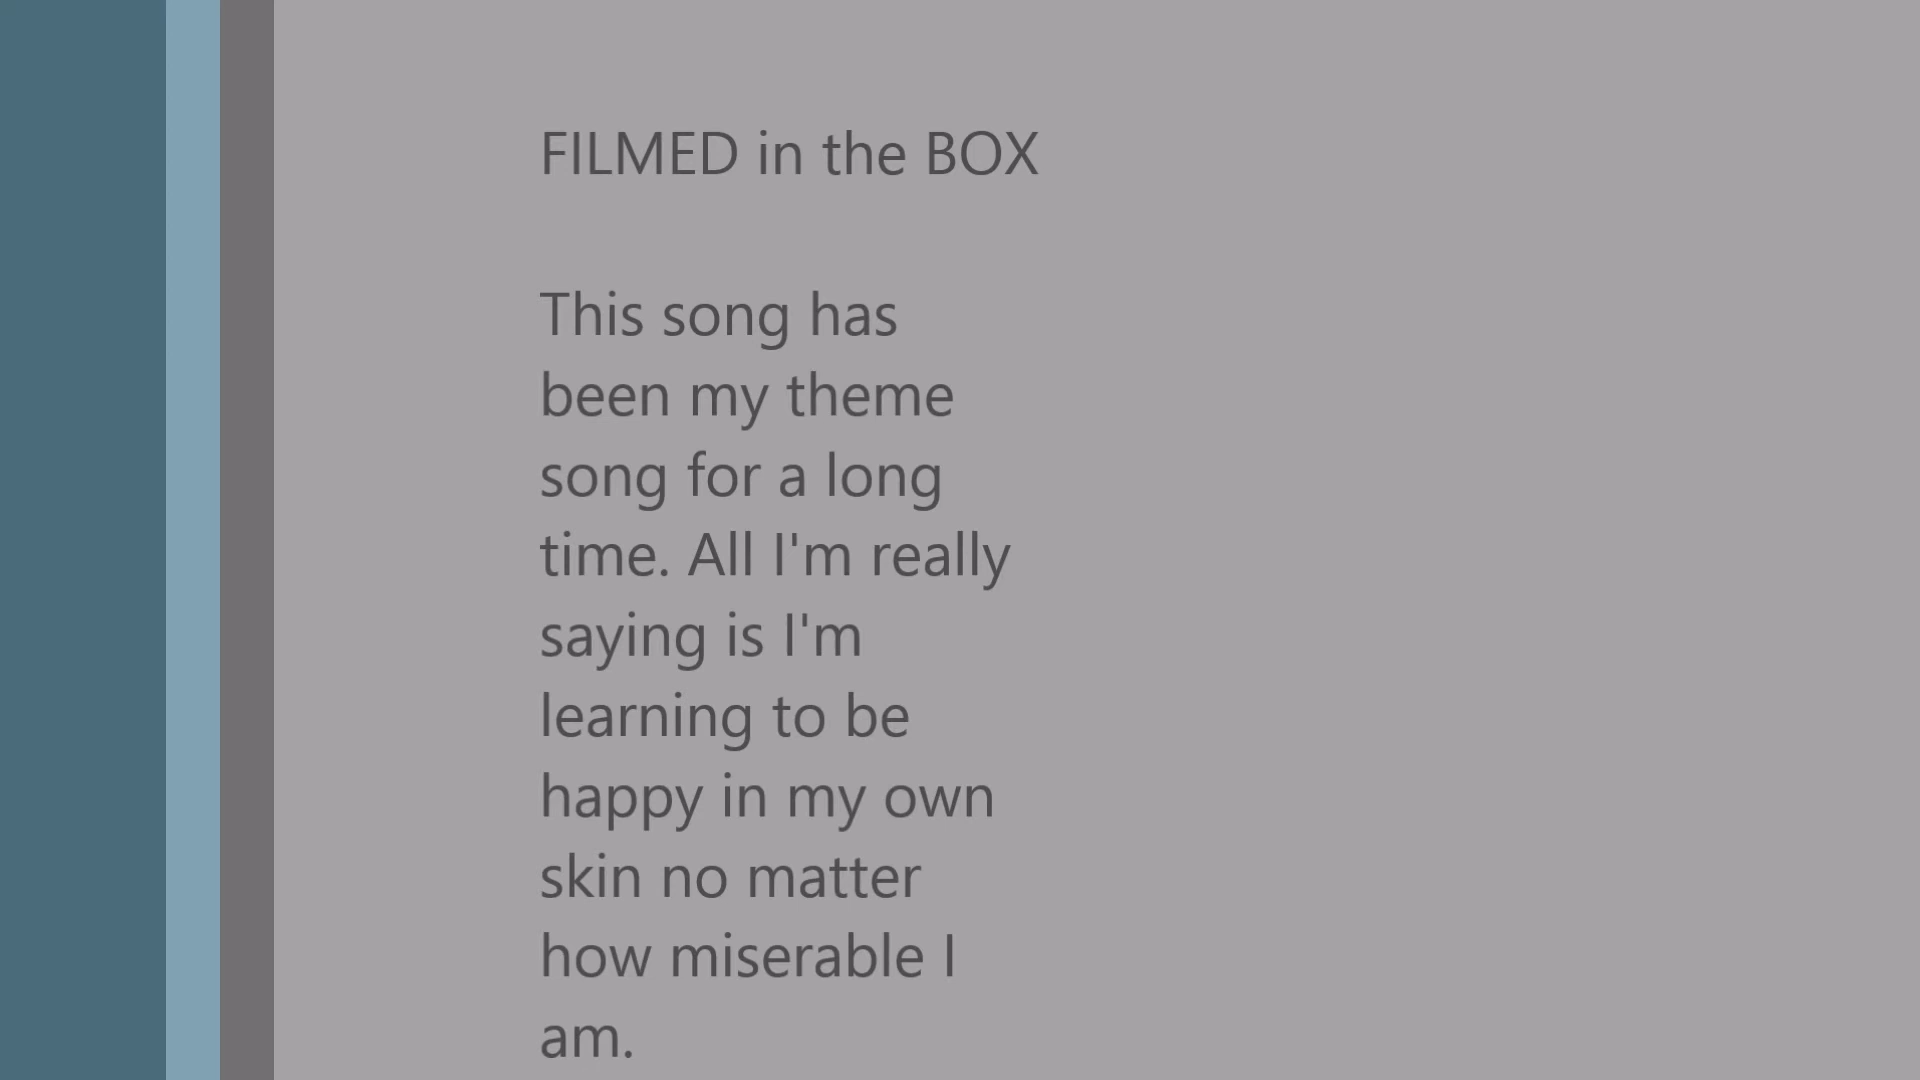 FILMED in the BOX
This song has
been my theme
song for a long
time. All I'm really
saying is I'm
learning to be
happy in my own
skin no matter
how miserable I
am.